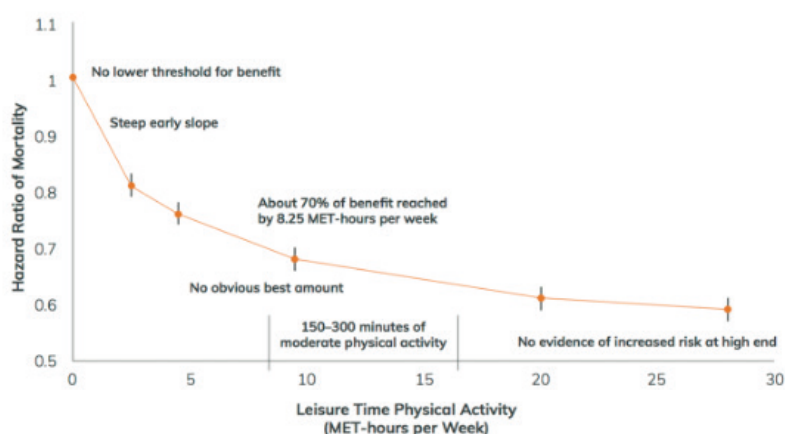 1.1
No lower threshold for benefit
1
Steep early slope
0.9
0.8
About 70% of benefit reached
by 8.25 MET-hours per week
0.7
No obvious best amount
0.6
150–300 minutes of
moderate physical activity
No evidence of increased risk at high end
0.5
0 5 10 15 20 25 30
Hazard Ratio of Mortality
Leisure Time Physical Activity
(MET-hours per Week)